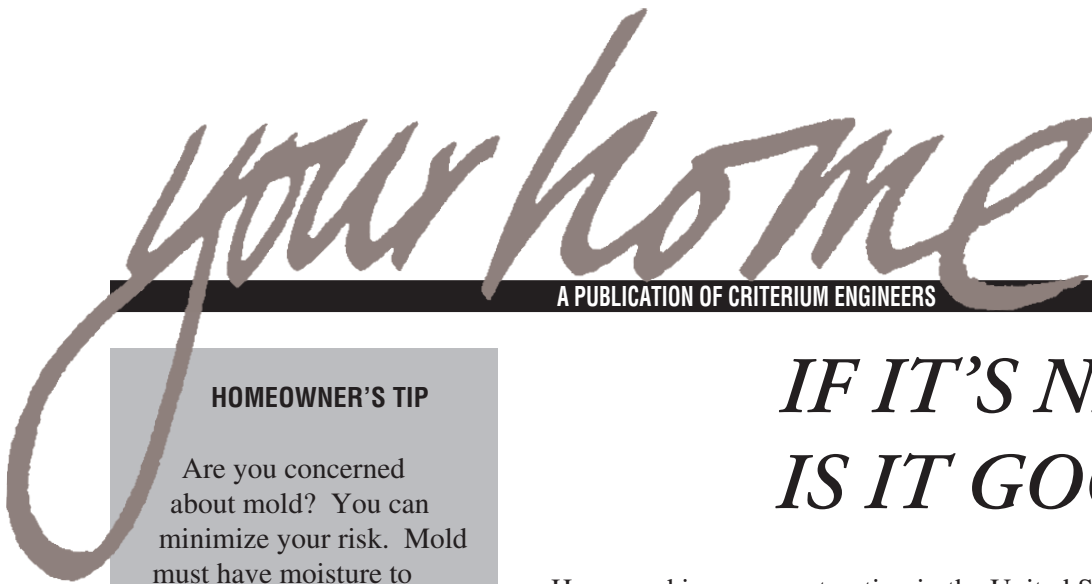 your home
A PUBLICATION OF CRITERIUM ENGINEERS
HOMEOWNER'S TIP
Are you concerned
about mold?  You can
minimize your risk.  Mold
must have moisture to
IF IT'S N
IS IT GO